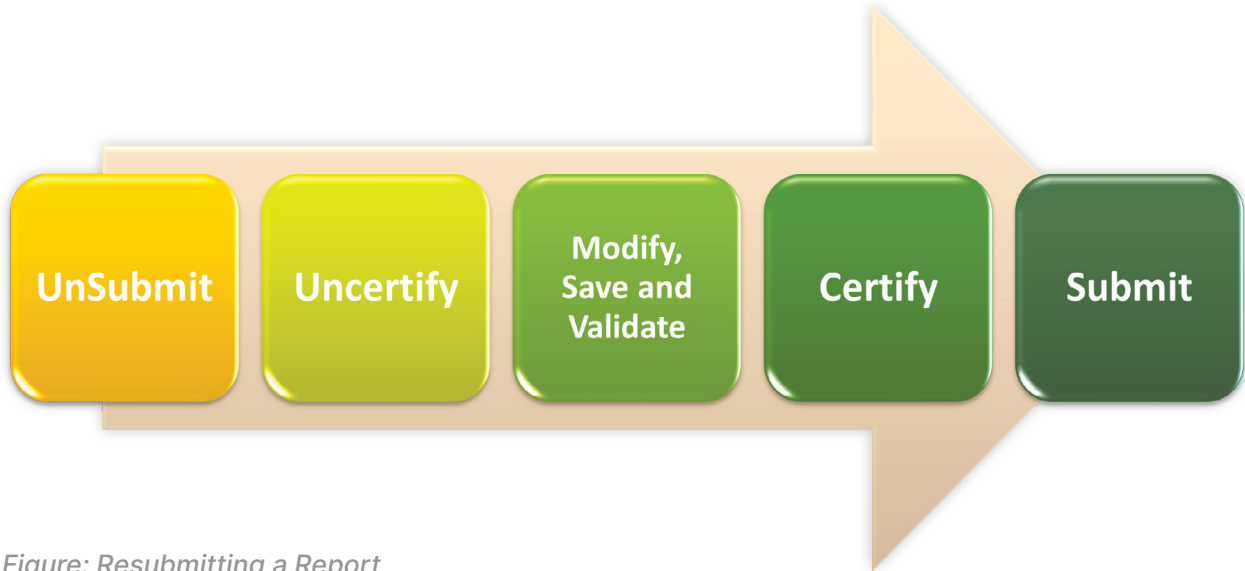 UnSubmit
Uncertify
Modify,
Save and
Validate
Certify
Submit
Figure: Resubmitting a Report